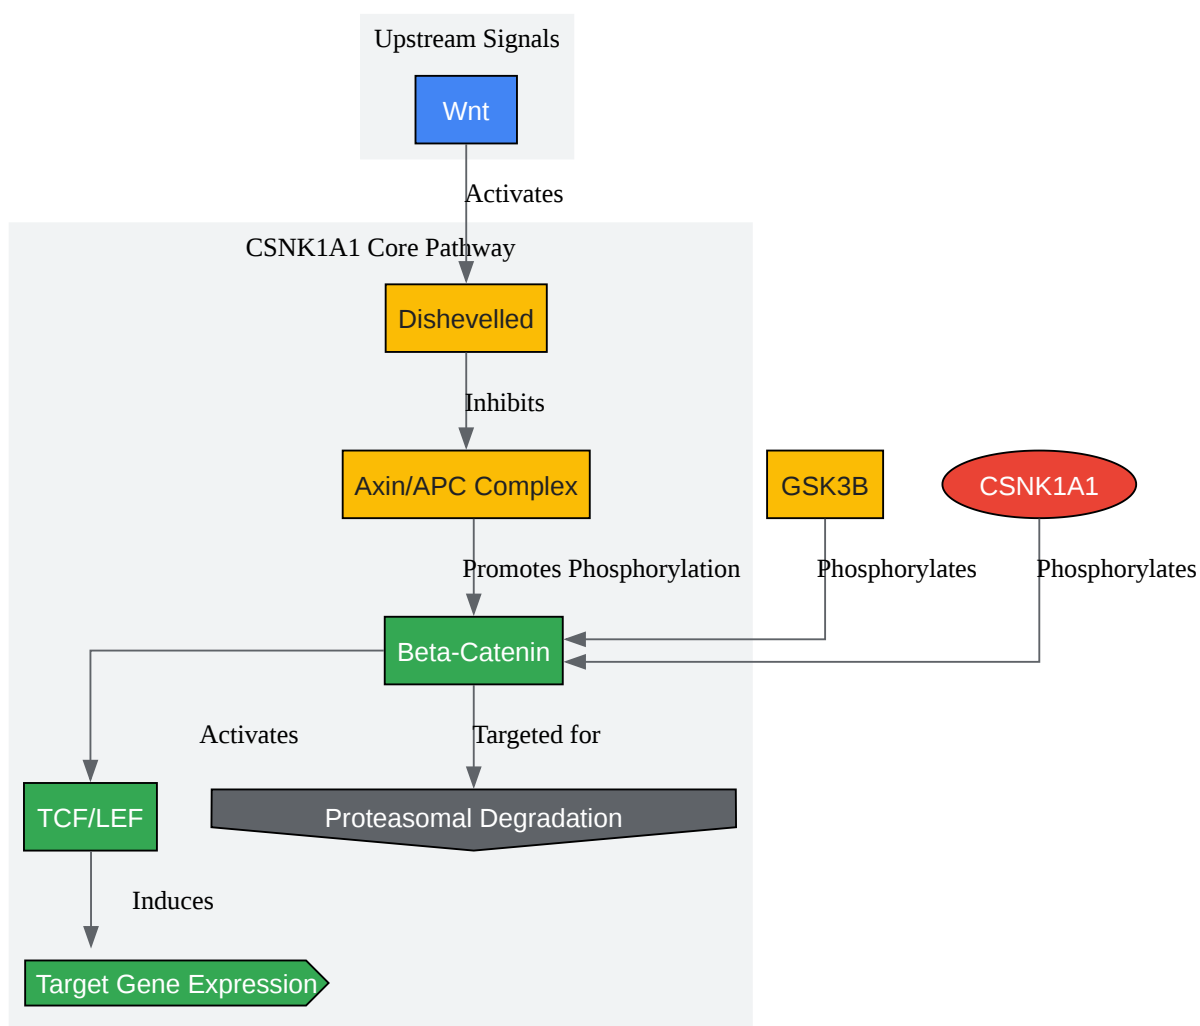 Upstream Signals
Wnt
Activates
CSNK1A1 Core Pathway
Dishevelled
Inhibits
Axin/APC Complex
GSK3B
CSNK1A1
Promotes Phosphorylation
Phosphorylates
Phosphorylates
Beta-Catenin
Activates
Targeted for
TCF/LEF
Proteasomal Degradation
Induces
Target Gene Expression